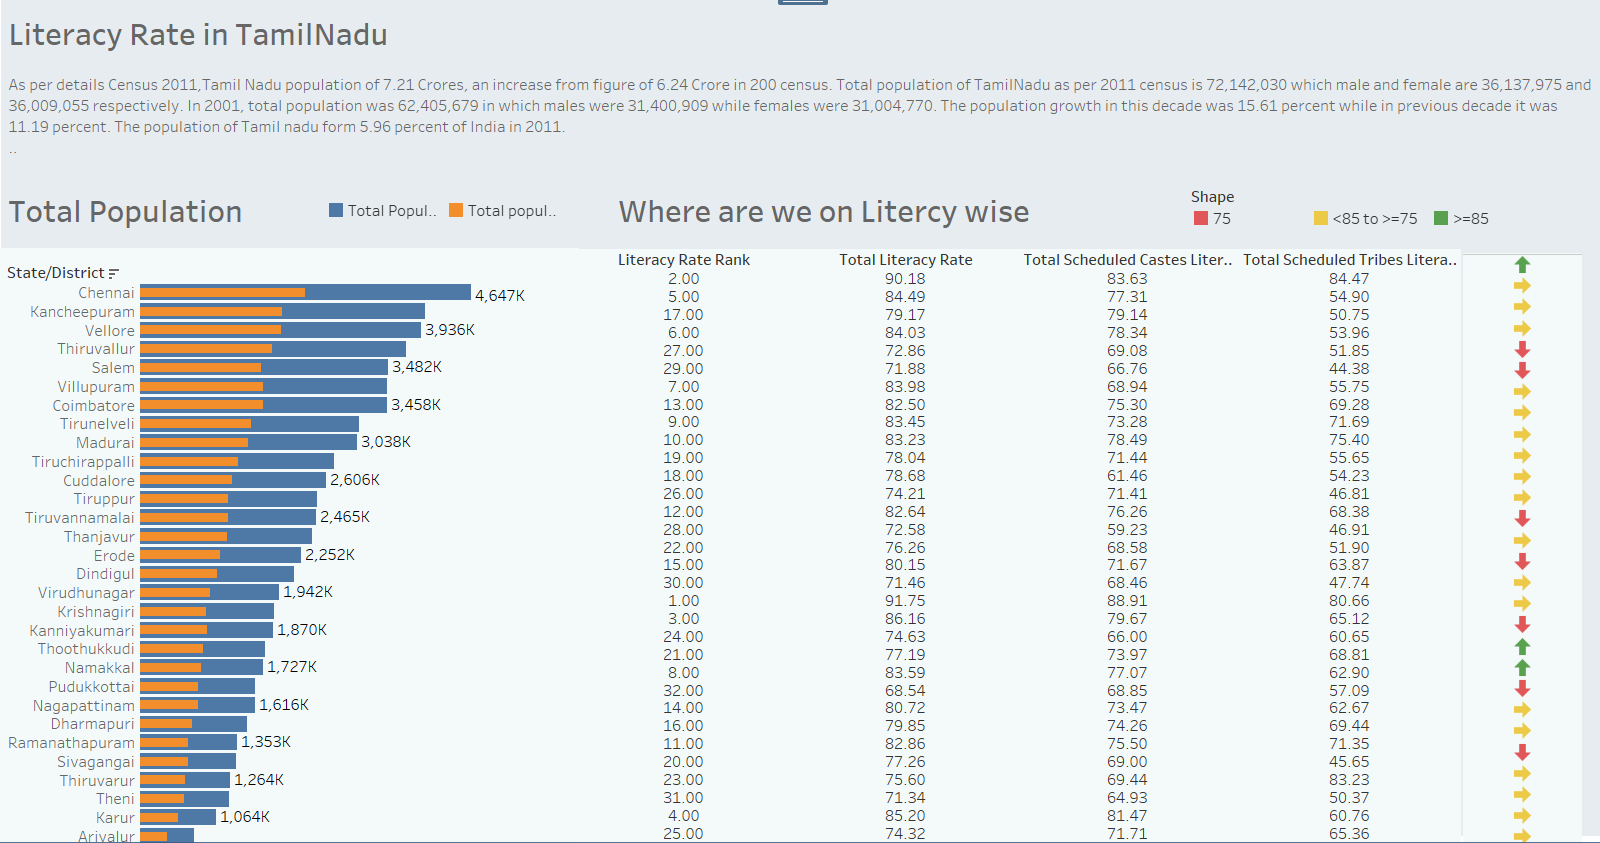 Literacy Rate in TamilNadu
As per details Census 2011,Tamil Nadu population of 7.21 Crores, an increase from figure of 6.24 Crore in 200 census. Total population of TamilNadu as per 2011 census is 72,142,030 which male and female are 36,137,975 and
36,009,055 respectively. In 2001, total population was 62,405,679 in which males were 31,400,909 while females were 31,004,770. The population growth in this decade was 15.61 percent while in previous decade it was
11.19 percent. The population of Tamil nadu form 5.96 percent of India in 2011.
..
Total Population
Total Popul.. Total popul..
State/District
Chennai 4,647K
Kancheepuram
Vellore 3,936K
Thiruvallur
Salem 3,482K
Villupuram
Coimbatore 3,458K
Tirunelveli
Madurai 3,038K
Tiruchirappalli
Cuddalore 2,606K
Tiruppur
Tiruvannamalai 2,465K
Thanjavur
Erode 2,252K
Dindigul
Virudhunagar 1,942K
Krishnagiri
Kanniyakumari 1,870K
Thoothukkudi
Namakkal 1,727K
Pudukkottai
Nagapattinam 1,616K
Dharmapuri
Ramanathapuram 1,353K
Sivagangai
Thiruvarur 1,264K
Theni
Karur 1,064K
Ariyalur
Where are we on Litercy wise
Shape
75 <85 to >=75 >=85
Literacy Rate Rank Total Literacy Rate Total Scheduled Castes Liter.. Total Scheduled Tribes Litera..
2.00 90.18 83.63 84.47
5.00 84.49 77.31 54.90
17.00 79.17 79.14 50.75
6.00 84.03 78.34 53.96
27.00 72.86 69.08 51.85
29.00 71.88 66.76 44.38
7.00 83.98 68.94 55.75
13.00 82.50 75.30 69.28
9.00 83.45 73.28 71.69
10.00 83.23 78.49 75.40
19.00 78.04 71.44 55.65
18.00 78.68 61.46 54.23
26.00 74.21 71.41 46.81
12.00 82.64 76.26 68.38
28.00 72.58 59.23 46.91
22.00 76.26 68.58 51.90
15.00 80.15 71.67 63.87
30.00 71.46 68.46 47.74
1.00 91.75 88.91 80.66
3.00 86.16 79.67 65.12
24.00 74.63 66.00 60.65
21.00 77.19 73.97 68.81
8.00 83.59 77.07 62.90
32.00 68.54 68.85 57.09
14.00 80.72 73.47 62.67
16.00 79.85 74.26 69.44
11.00 82.86 75.50 71.35
20.00 77.26 69.00 45.65
23.00 75.60 69.44 83.23
31.00 71.34 64.93 50.37
4.00 85.20 81.47 60.76
25.00 74.32 71.71 65.36